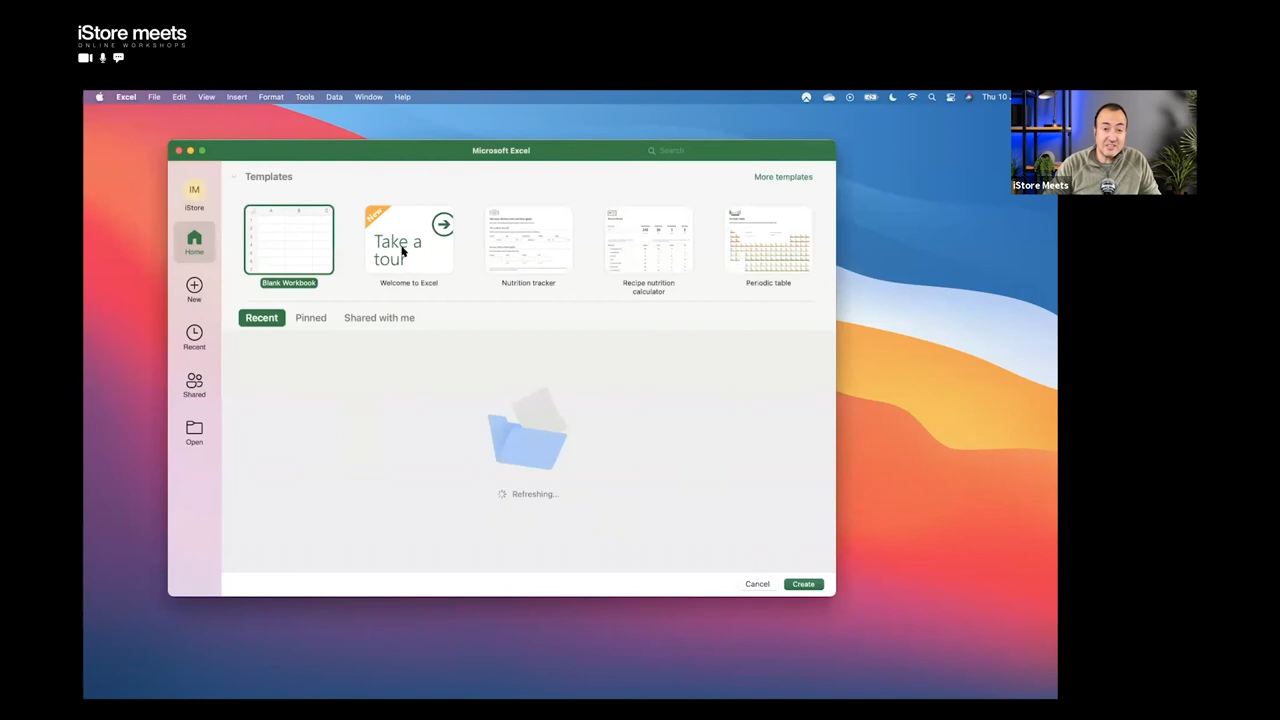 iStore meets
ONLINE WORKSHOPS
Excel File Edit View Insert Format Tools Data Window Help
Thu 10
iStore Meets
Microsoft Excel
Search
IM
iStore
Home
New
Recent
Shared
Open
Templates
More templates
A B C
Blank Workbook
New
Take a
tour
Welcome to Excel
Nutrition tracker
Recipe nutrition
calculator
Periodic table
Recent Pinned Shared with me
Refreshing...
Cancel Create